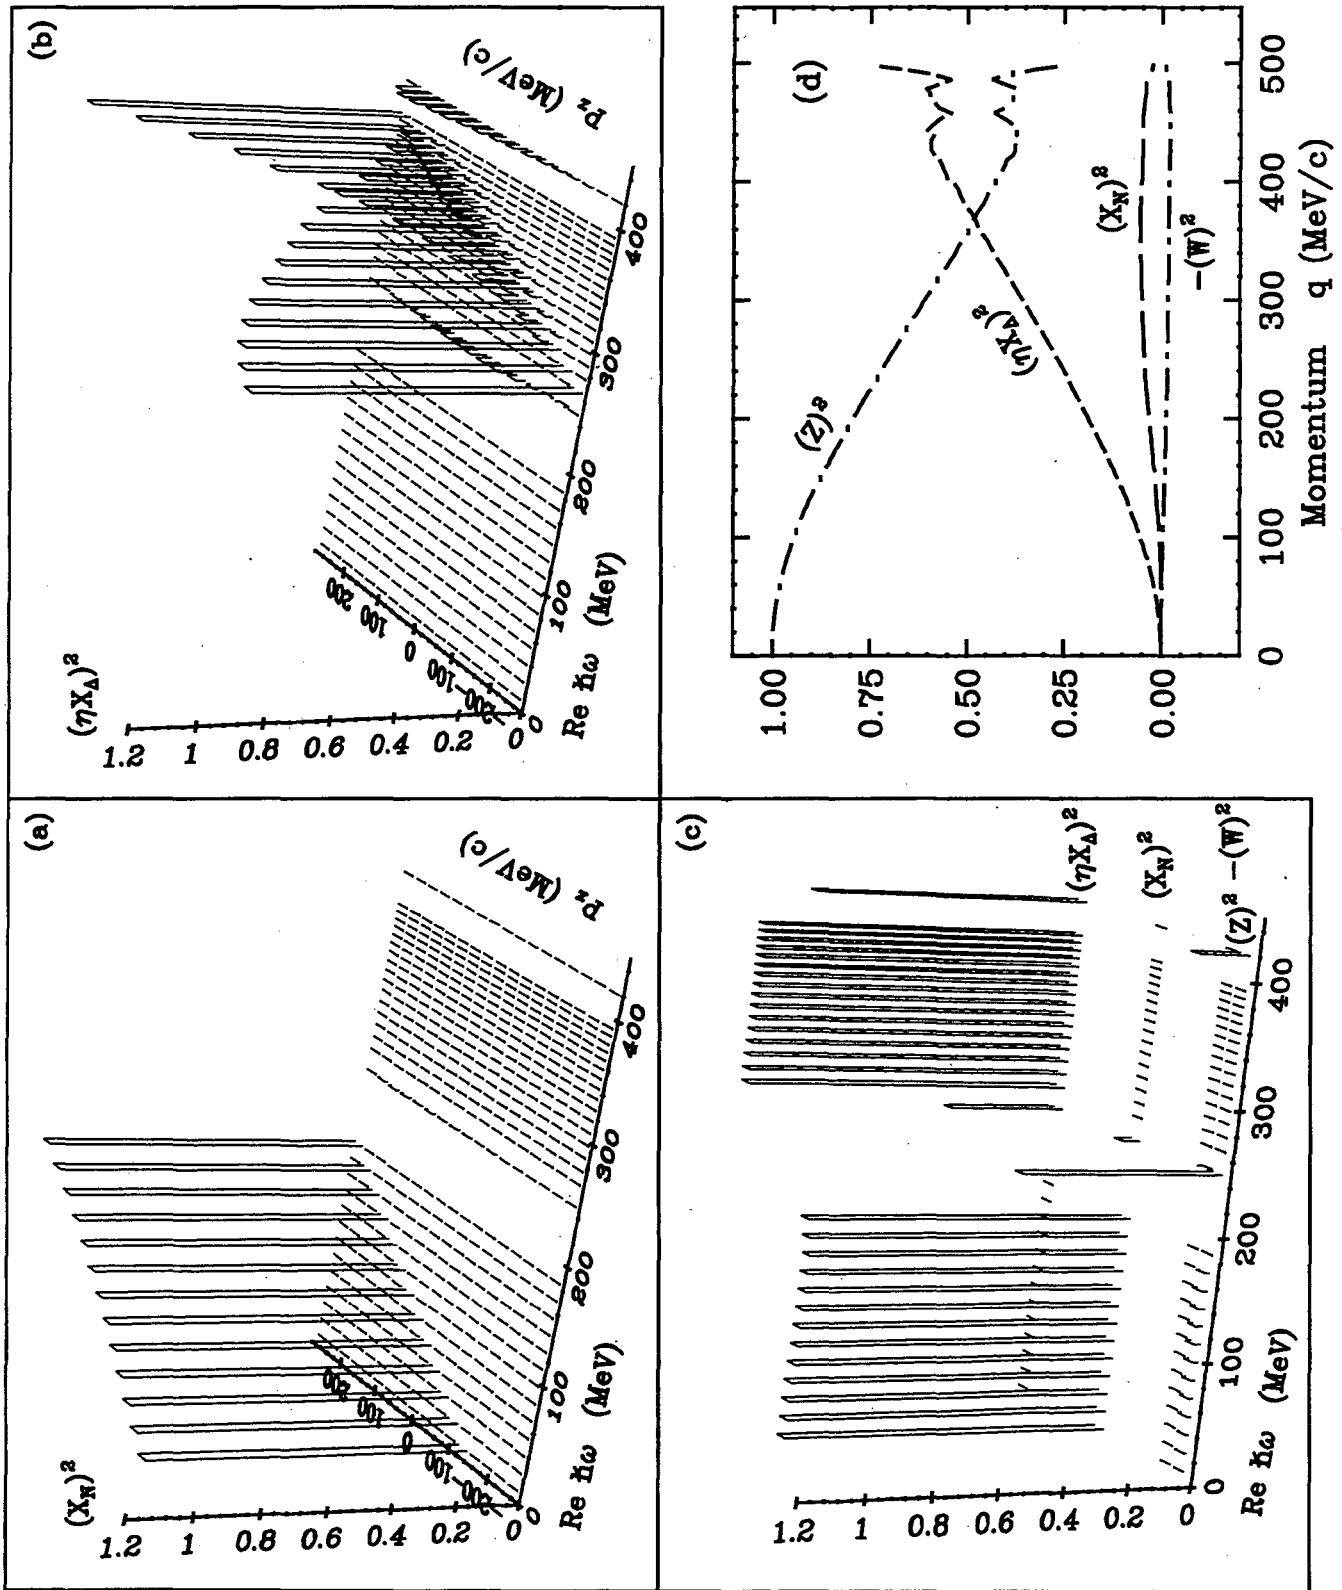 (a)
(X_N)^2
1.2
1
0.8
0.6
0.4
0.2
0
-200
-100
0
100
200
0
100
200
300
400
Re ℏω (MeV)
P_z (MeV/c)
(b)
(ηX_Δ)^2
1.2
1
0.8
0.6
0.4
0.2
0
-200
-100
0
100
200
0
100
200
300
400
Re ℏω (MeV)
P_z (MeV/c)
(c)
1.2
1
0.8
0.6
0.4
0.2
0
0
100
200
300
400
Re ℏω (MeV)
(ηX_Δ)^2
(X_N)^2
(Z)^2 -(W)^2
(d)
1.00
0.75
0.50
0.25
0.00
(Z)^2
(ηX_Δ)^2
(X_N)^2
-(W)^2
0 100 200 300 400 500
Momentum q (MeV/c)